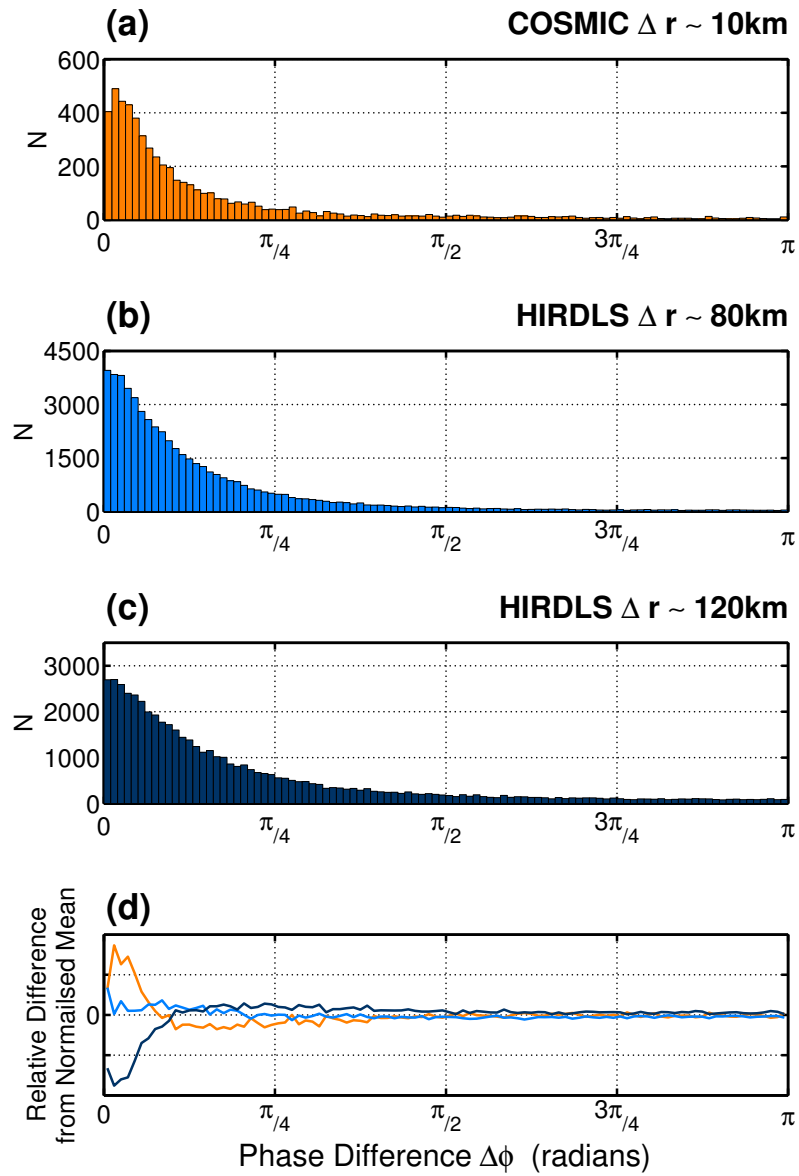 (a) COSMIC Δ r ~ 10km
600
400
200
0
N
0 π/4 π/2 3π/4 π
(b) HIRDLS Δ r ~ 80km
4500
3000
1500
0
N
0 π/4 π/2 3π/4 π
(c) HIRDLS Δ r ~ 120km
3000
2000
1000
0
N
0 π/4 π/2 3π/4 π
(d)
Relative Difference
from Normailsed Mean
0
0 π/4 π/2 3π/4 π
Phase Difference Δϕ (radians)